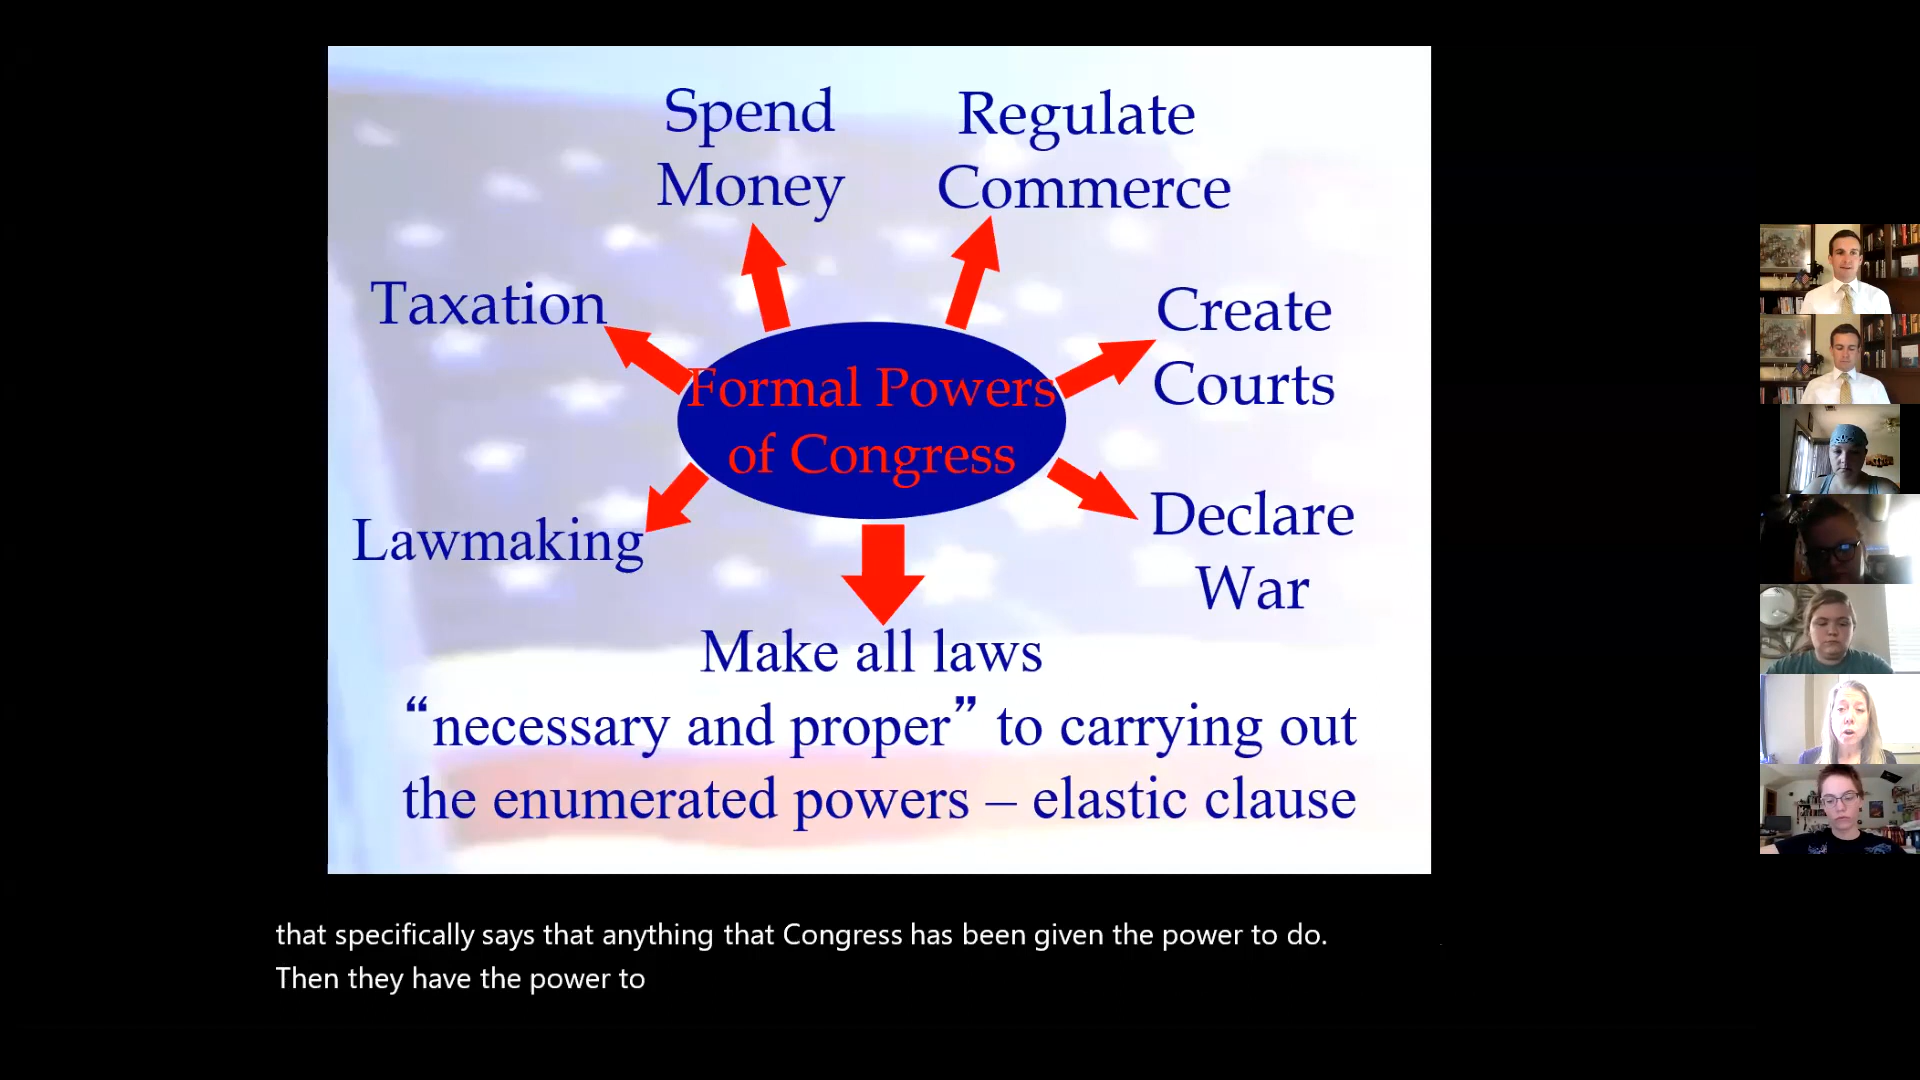 Spend
Money
Regulate
Commerce
Taxation
Create
Courts
Formal Powers
of Congress
Lawmaking
Declare
War
Make all laws
“necessary and proper” to carrying out
the enumerated powers – elastic clause
that specifically says that anything that Congress has been given the power to do.
Then they have the power to